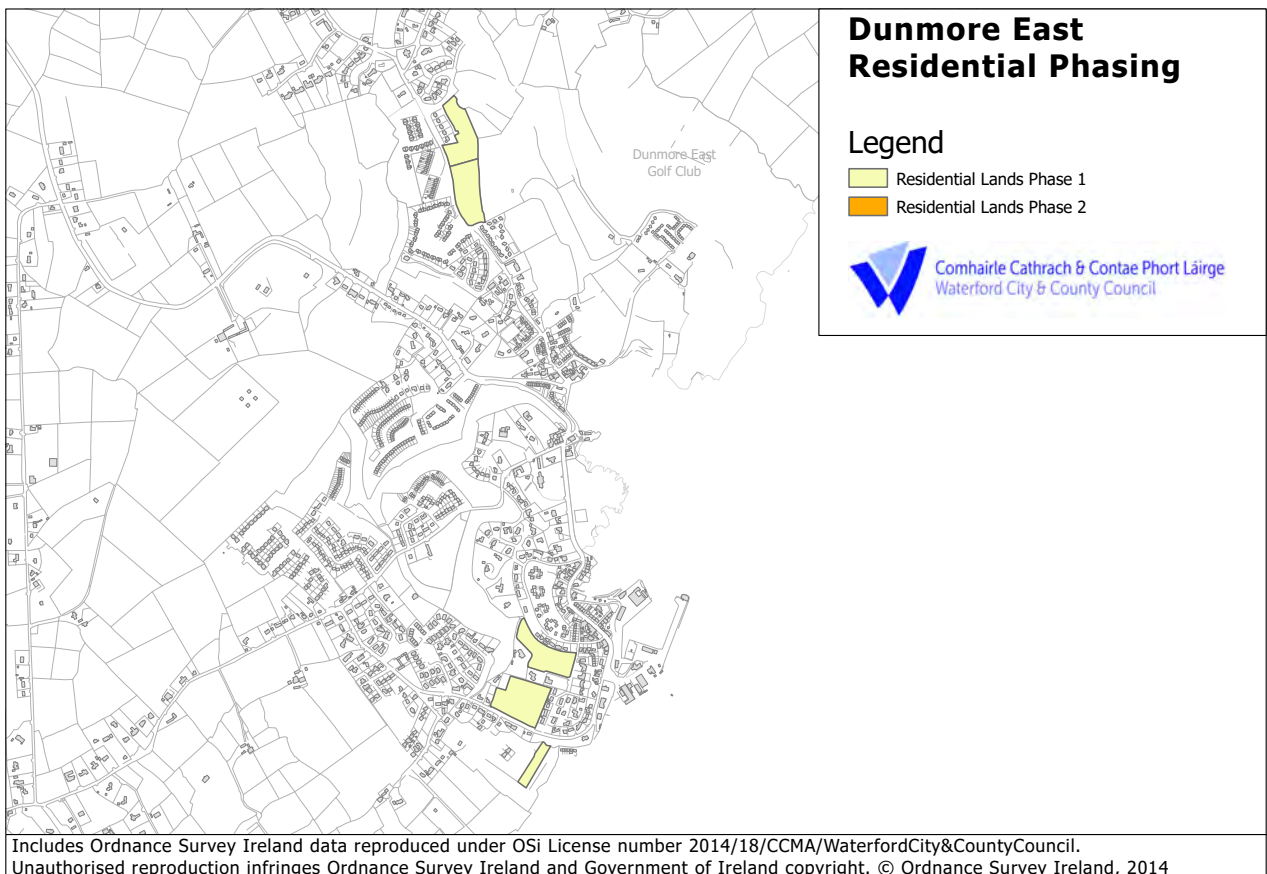 Dunmore East
Residential Phasing
Legend
Residential Lands Phase 1
Residential Lands Phase 2
Comhairle Cathrach & Contae Phort Láirge
Waterford City & County Council
Dunmore East
Golf Club
Includes Ordnance Survey Ireland data reproduced under OSi License number 2014/18/CCMA/WaterfordCity&CountyCouncil.
Unauthorised reproduction infringes Ordnance Survey Ireland and Government of Ireland copyright. © Ordnance Survey Ireland, 2014